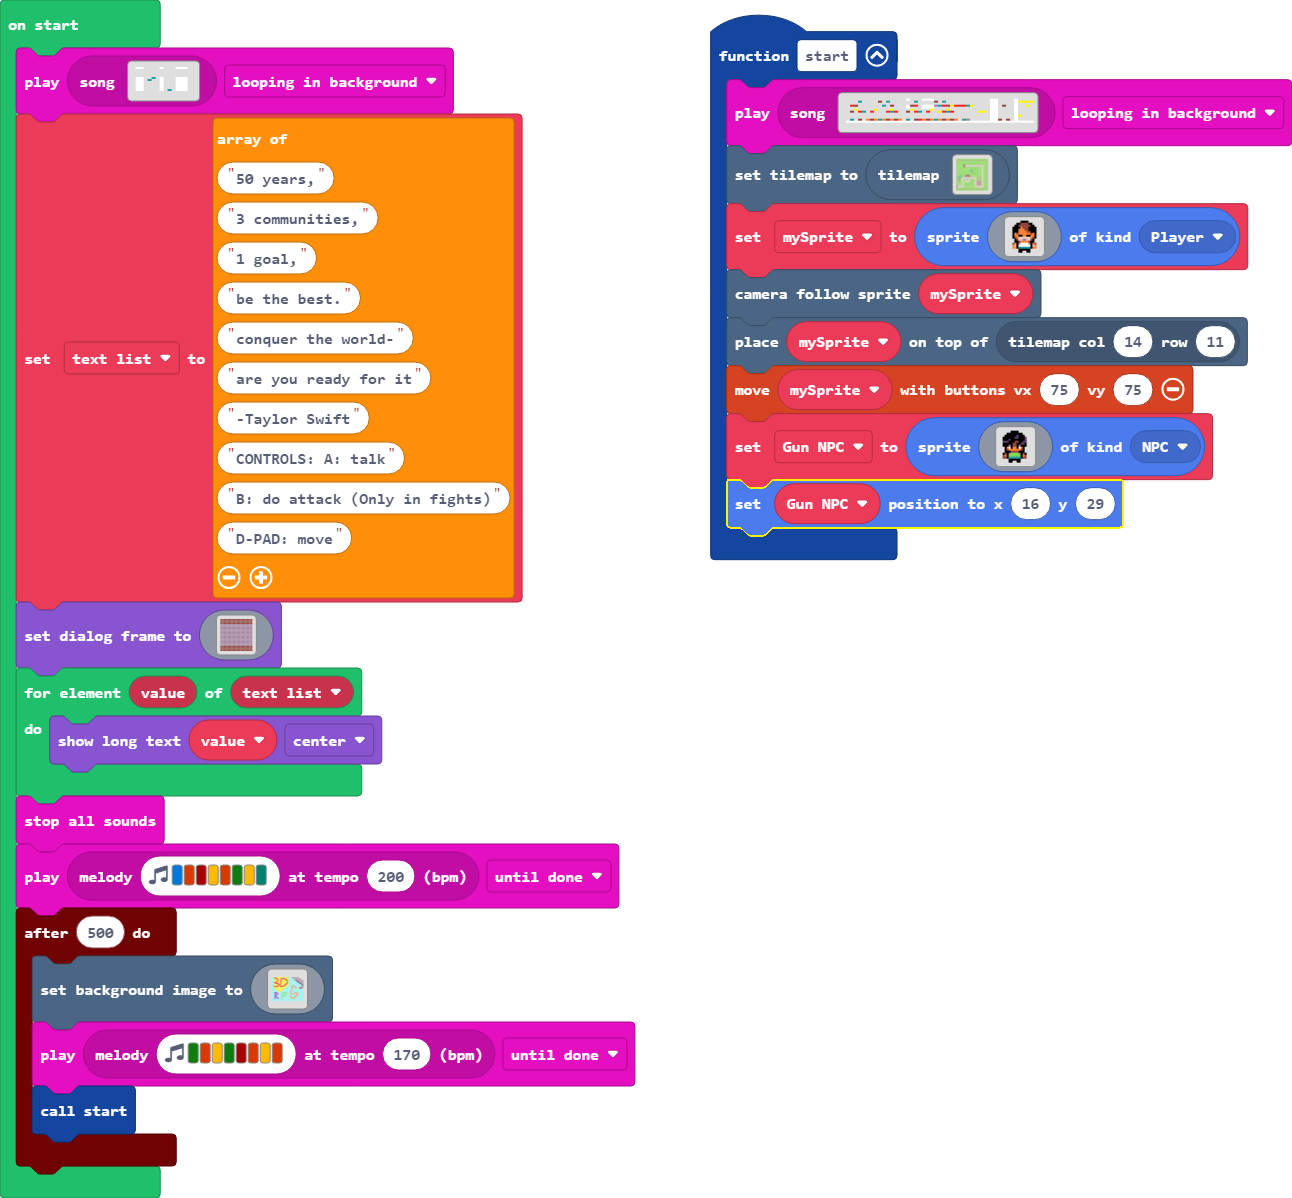 on start
play song looping in background
set text list to array of
"50 years,"
"3 communities,"
"1 goal,"
"be the best."
"conquer the world-"
"are you ready for it"
"-Taylor Swift"
"CONTROLS: A: talk"
"B: do attack (Only in fights)"
"D-PAD: move"
set dialog frame to
for element value of text list
do show long text value center
stop all sounds
play melody at tempo 200 (bpm) until done
after 500 do
set background image to 3D RPG
play melody at tempo 170 (bpm) until done
call start
function start
play song looping in background
set tilemap to tilemap
set mySprite to sprite of kind Player
camera follow sprite mySprite
place mySprite on top of tilemap col 14 row 11
move mySprite with buttons vx 75 vy 75
set Gun NPC to sprite of kind NPC
set Gun NPC position to x 16 y 29